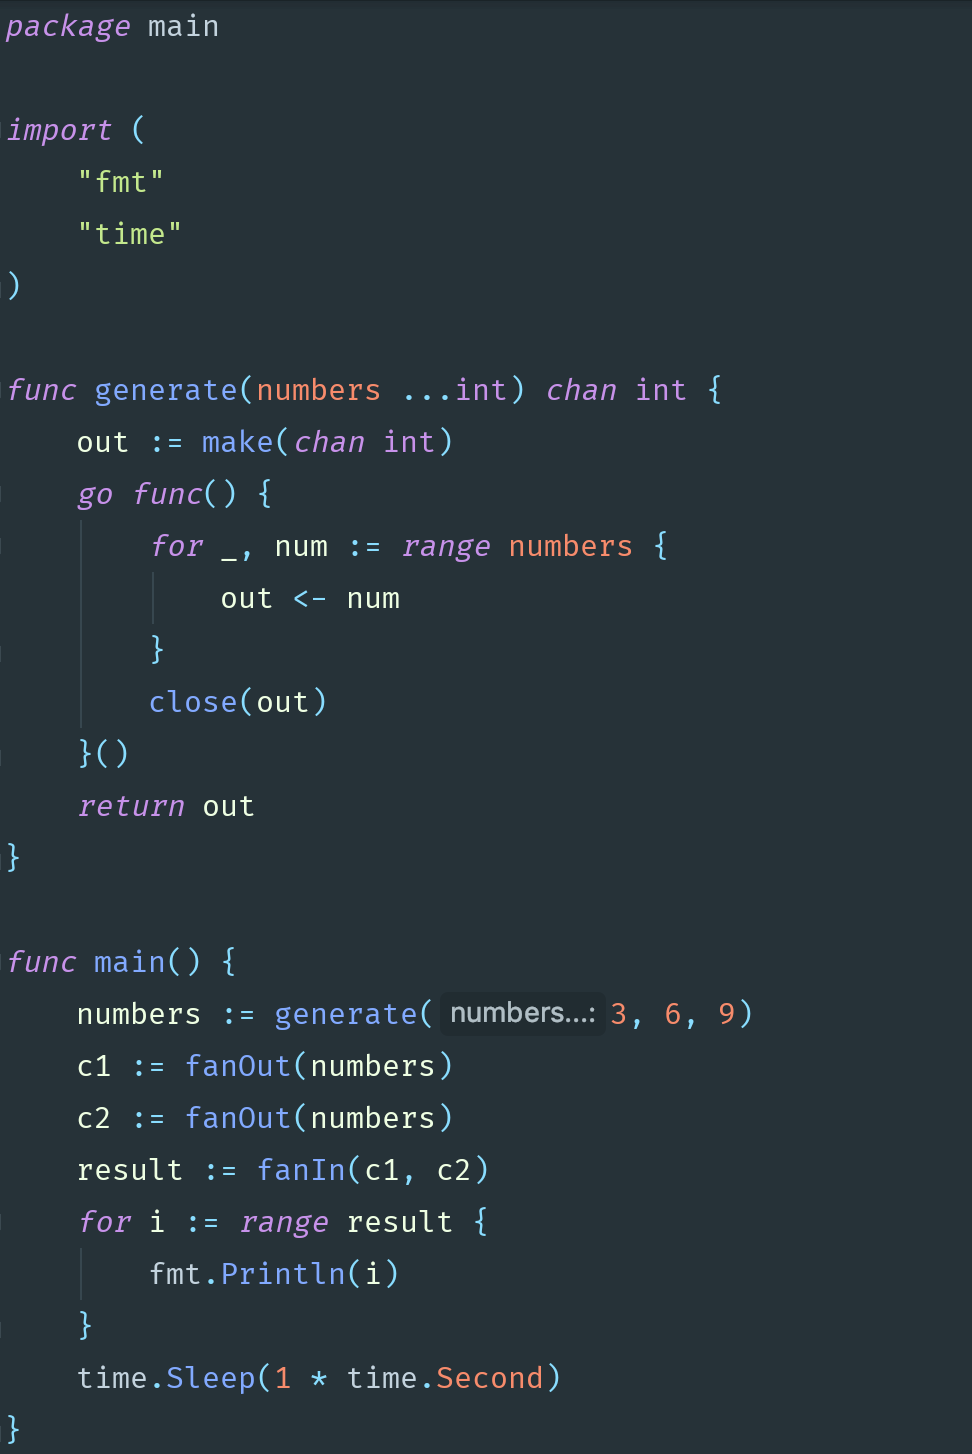 package main
import (
"fmt"
"time"
)
func generate(numbers ...int) chan int {
out := make(chan int)
go func() {
for _, num := range numbers {
out <- num
}
close(out)
}()
return out
}
func main() {
numbers := generate( numbers...: 3, 6, 9)
c1 := fanOut(numbers)
c2 := fanOut(numbers)
result := fanIn(c1, c2)
for i := range result {
fmt.Println(i)
}
time.Sleep(1 * time.Second)
}